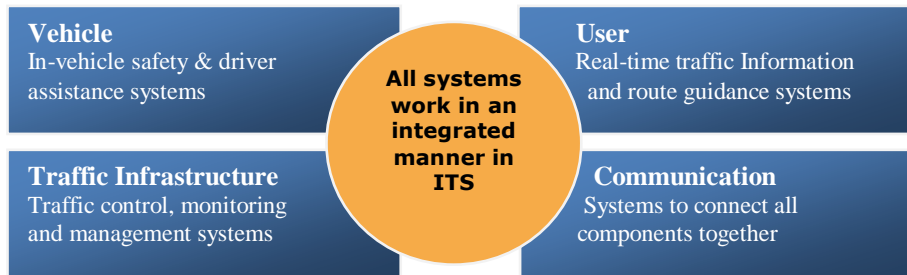 Vehicle
In-vehicle safety & driver
assistance systems
User
Real-time traffic Information
and route guidance systems
All systems
work in an
integrated
manner in
ITS
Traffic Infrastructure
Traffic control, monitoring
and management systems
Communication
Systems to connect all
components together